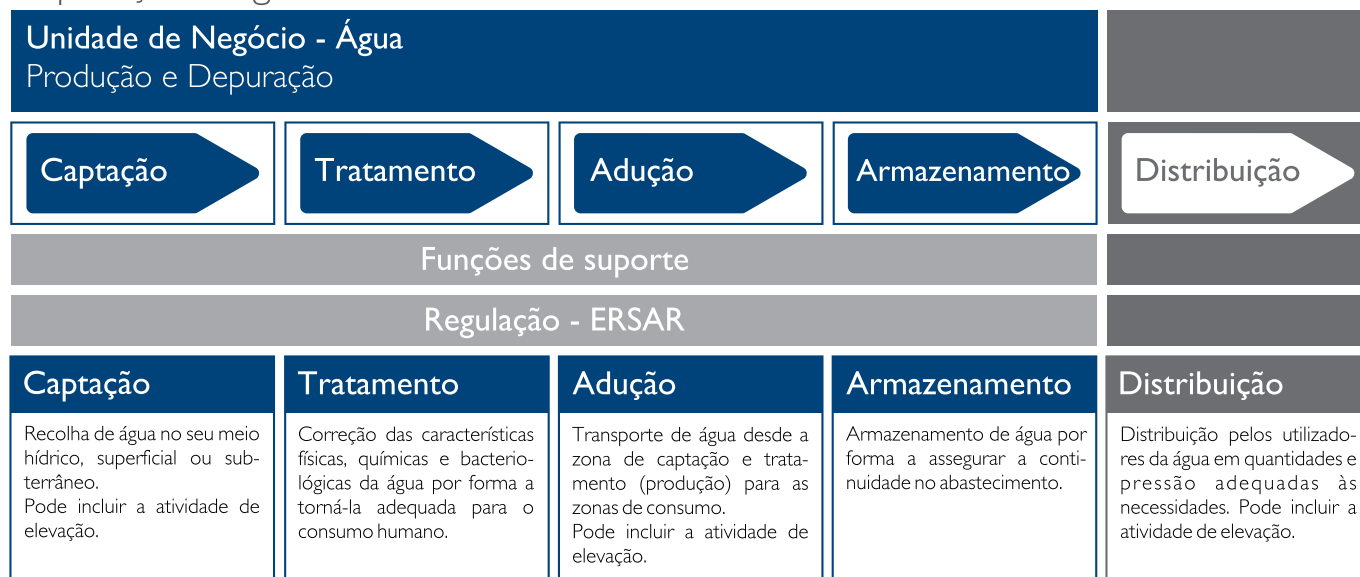 Unidade de Negócio - Água
Produção e Depuração
Captação
Tratamento
Adução
Armazenamento
Distribuição
Funções de suporte
Regulação - ERSAR
Captação
Recolha de água no seu meio
hídrico, superficial ou sub-
terrâneo.
Pode incluir a atividade de
elevação.
Tratamento
Correção das características
físicas, químicas e bacterio-
lógicas da água por forma a
torná-la adequada para o
consumo humano.
Adução
Transporte de água desde a
zona de captação e trata-
mento (produção) para as
zonas de consumo.
Pode incluir a atividade de
elevação.
Armazenamento
Armazenamento de água por
forma a assegurar a conti-
nuidade no abastecimento.
Distribuição
Distribuição pelos utilizado-
res da água em quantidades e
pressão adequadas às
necessidades. Pode incluir a
atividade de elevação.